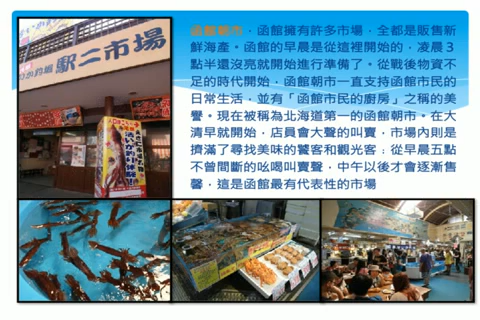 駅二市場
函館朝市，函館擁有許多市場，全都是販售新
鮮海產。函館的早晨是從這裡開始的，凌晨３
點半還沒亮就開始進行準備了。從戰後物資不
足的時代開始，函館朝市一直支持函館市民的
日常生活，並有「函館市民的廚房」之稱的美
譽。現在被稱為北海道第一的函館朝市。在大
清早就開始，店員會大聲的叫賣，市場內則是
擠滿了尋找美味的饕客和觀光客；從早晨五點
不曾間斷的吆喝叫賣聲，中午以後才會逐漸售
罄，這是函館最有代表性的市場